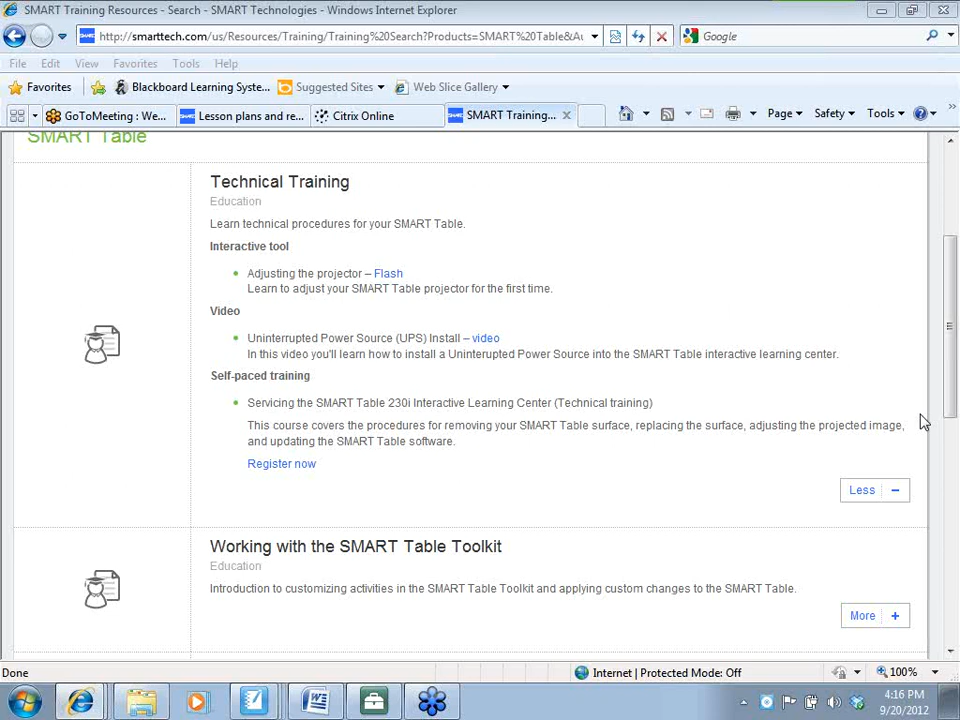 SMART Training Resources - Search - SMART Technologies - Windows Internet Explorer
http://smarttech.com/us/Resources/Training/Training%20Search?Products=SMART%20Table&Au
Google
File Edit View Favorites Tools Help
Favorites Blackboard Learning Syste... Suggested Sites Web Slice Gallery
GoToMeeting : We... Lesson plans and re... Citrix Online SMART Training... Page Safety Tools
SMART Table
Technical Training
Education
Learn technical procedures for your SMART Table.
Interactive tool
Adjusting the projector – Flash
Learn to adjust your SMART Table projector for the first time.
Video
Uninterrupted Power Source (UPS) Install – video
In this video you'll learn how to install a Uninterupted Power Source into the SMART Table interactive learning center.
Self-paced training
Servicing the SMART Table 230i Interactive Learning Center (Technical training)
This course covers the procedures for removing your SMART Table surface, replacing the surface, adjusting the projected image,
and updating the SMART Table software.
Register now
Less −
Working with the SMART Table Toolkit
Education
Introduction to customizing activities in the SMART Table Toolkit and applying custom changes to the SMART Table.
More +
Done Internet | Protected Mode: Off 100%
4:16 PM
9/20/2012